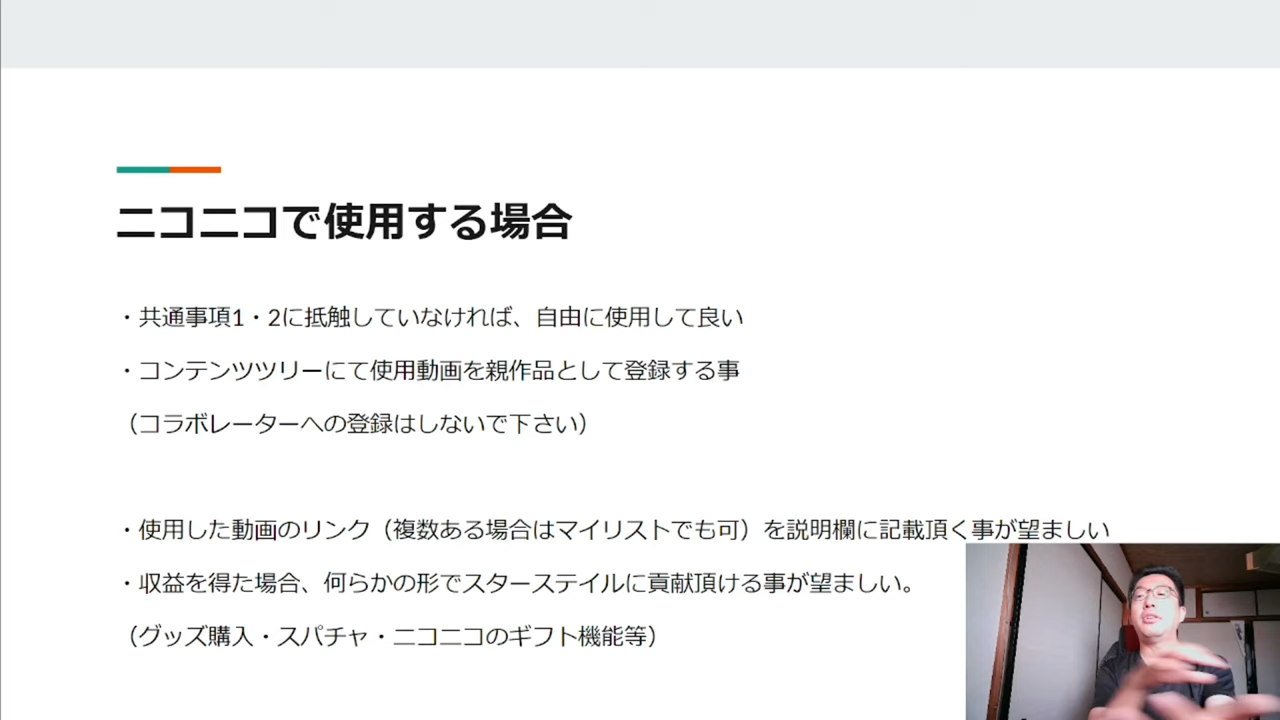 ニコニコで使用する場合
・共通事項1・2に抵触していなければ、自由に使用して良い
・コンテンツツリーにて使用動画を親作品として登録する事
（コラボレーターへの登録はしないで下さい）
・使用した動画のリンク（複数ある場合はマイリストでも可）を説明欄に記載頂く事が望ましい
・収益を得た場合、何らかの形でスターステイルに貢献頂ける事が望ましい。
（グッズ購入・スパチャ・ニコニコのギフト機能等）